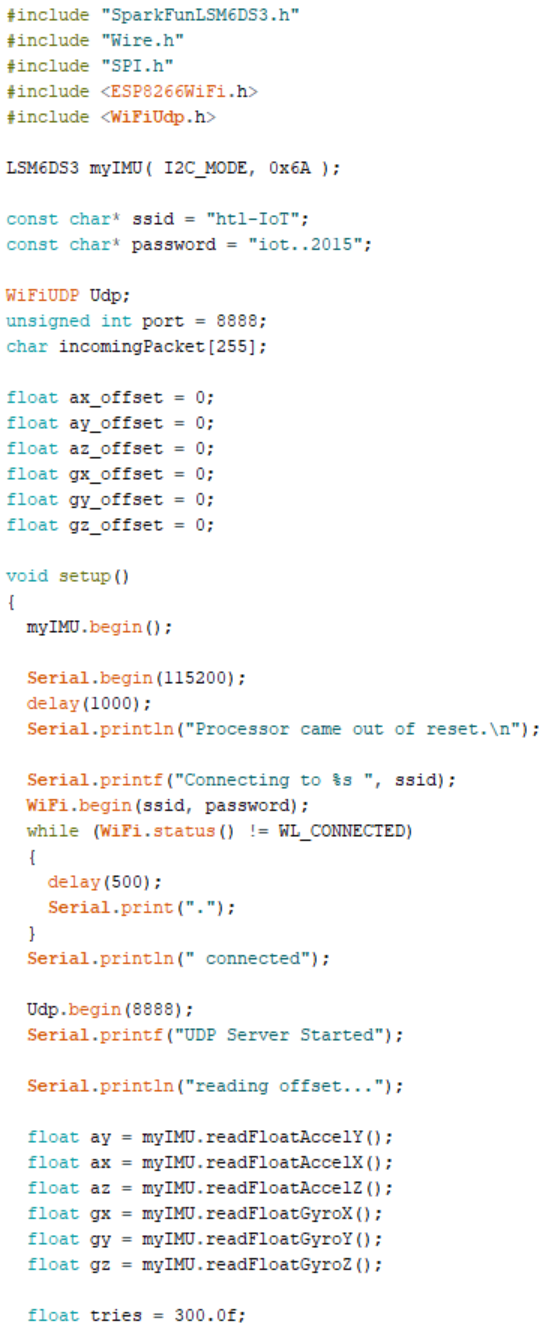 #include "SparkFunLSM6DS3.h"
#include "Wire.h"
#include "SPI.h"
#include <ESP8266WiFi.h>
#include <WiFiUdp.h>

LSM6DS3 myIMU( I2C_MODE, 0x6A );

const char* ssid = "htl-IoT";
const char* password = "iot..2015";

WiFiUDP Udp;
unsigned int port = 8888;
char incomingPacket[255];

float ax_offset = 0;
float ay_offset = 0;
float az_offset = 0;
float gx_offset = 0;
float gy_offset = 0;
float gz_offset = 0;

void setup()
{
  myIMU.begin();

  Serial.begin(115200);
  delay(1000);
  Serial.println("Processor came out of reset.\n");

  Serial.printf("Connecting to %s ", ssid);
  WiFi.begin(ssid, password);
  while (WiFi.status() != WL_CONNECTED)
  {
    delay(500);
    Serial.print(".");
  }
  Serial.println(" connected");

  Udp.begin(8888);
  Serial.printf("UDP Server Started");

  Serial.println("reading offset...");

  float ay = myIMU.readFloatAccelY();
  float ax = myIMU.readFloatAccelX();
  float az = myIMU.readFloatAccelZ();
  float gx = myIMU.readFloatGyroX();
  float gy = myIMU.readFloatGyroY();
  float gz = myIMU.readFloatGyroZ();

  float tries = 300.0f;